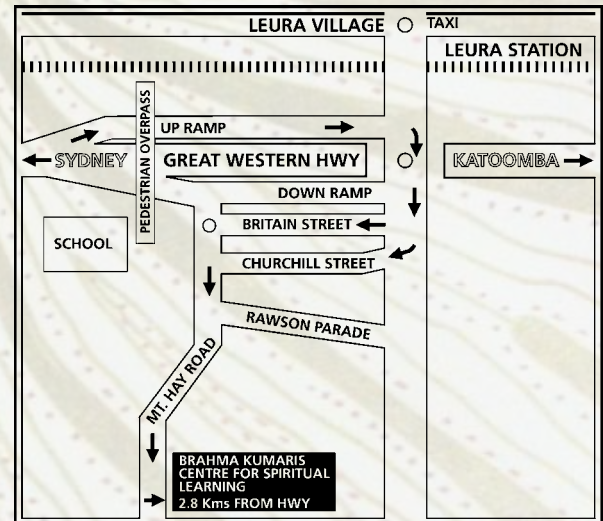 LEURA VILLAGE
TAXI
LEURA STATION
PEDESTRIAN OVERPASS
UP RAMP
SYDNEY
GREAT WESTERN HWY
KATOOMBA
DOWN RAMP
BRITAIN STREET
SCHOOL
CHURCHILL STREET
RAWSON PARADE
MT. HAY ROAD
BRAHMA KUMARIS
CENTRE FOR SPIRITUAL
LEARNING
2.8 Kms FROM HWY